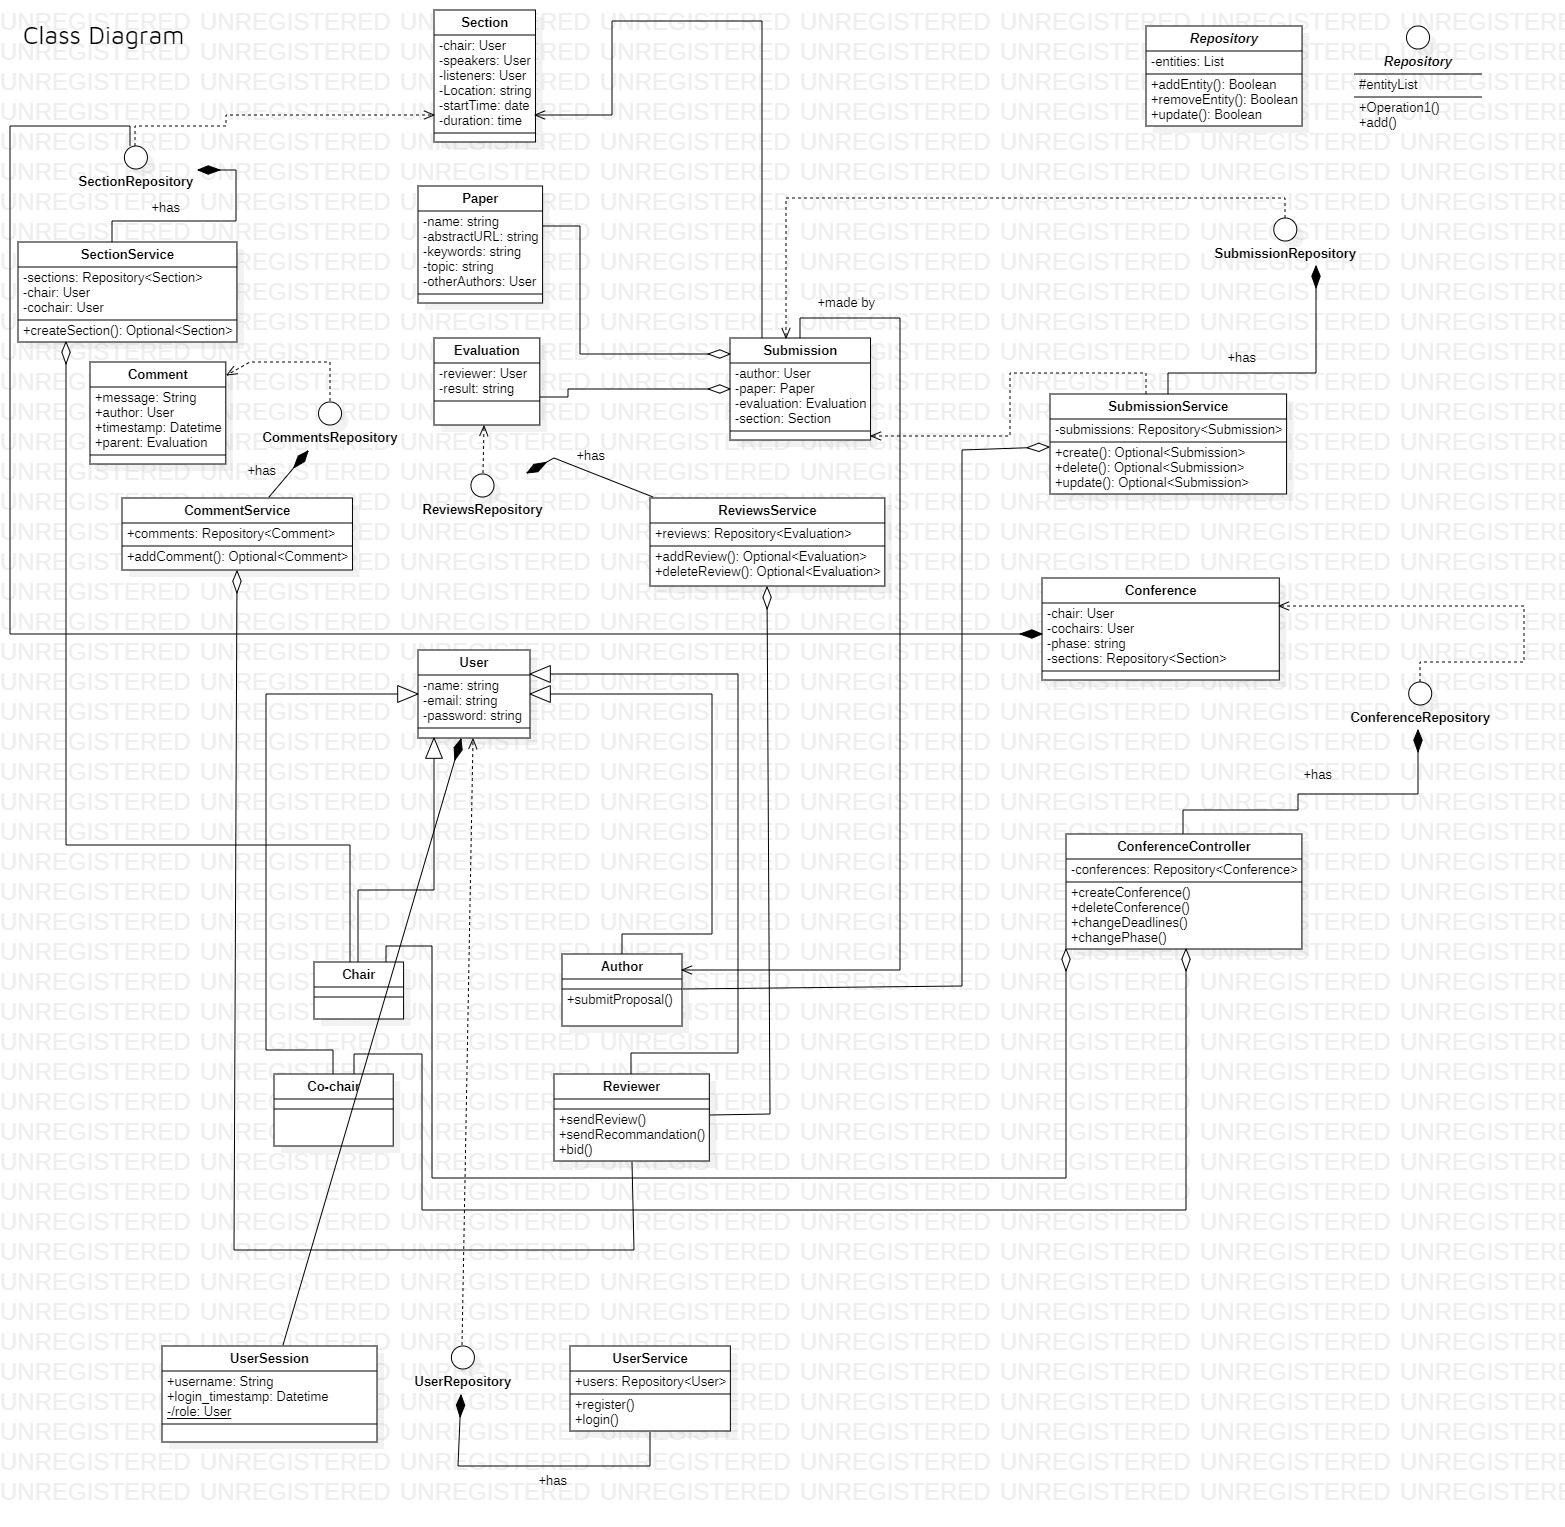 Class Diagram
Section
-chair: User
-speakers: User
-listeners: User
-Location: string
-startTime: date
-duration: time
Repository
-entities: List
+addEntity(): Boolean
+removeEntity(): Boolean
+update(): Boolean
Repository
#entityList
+Operation1()
+add()
SectionRepository
+has
Paper
-name: string
-abstractURL: string
-keywords: string
-topic: string
-otherAuthors: User
SubmissionRepository
+has
SectionService
-sections: Repository<Section>
-chair: User
-cochair: User
+createSection(): Optional<Section>
+made by
Evaluation
-reviewer: User
-result: string
Submission
-author: User
-paper: Paper
-evaluation: Evaluation
-section: Section
Comment
+message: String
+author: User
+timestamp: Datetime
+parent: Evaluation
CommentsRepository
+has
SubmissionService
-submissions: Repository<Submission>
+create(): Optional<Submission>
+delete(): Optional<Submission>
+update(): Optional<Submission>
+has
ReviewsRepository
CommentService
+comments: Repository<Comment>
+addComment(): Optional<Comment>
ReviewsService
+reviews: Repository<Evaluation>
+addReview(): Optional<Evaluation>
+deleteReview(): Optional<Evaluation>
Conference
-chair: User
-cochairs: User
-phase: string
-sections: Repository<Section>
User
-name: string
-email: string
-password: string
ConferenceRepository
+has
ConferenceController
-conferences: Repository<Conference>
+createConference()
+deleteConference()
+changeDeadlines()
+changePhase()
Chair
Author
+submitProposal()
Co-chair
Reviewer
+sendReview()
+sendRecommandation()
+bid()
UserSession
+username: String
+login_timestamp: Datetime
-/role: User
UserRepository
UserService
+users: Repository<User>
+register()
+login()
+has